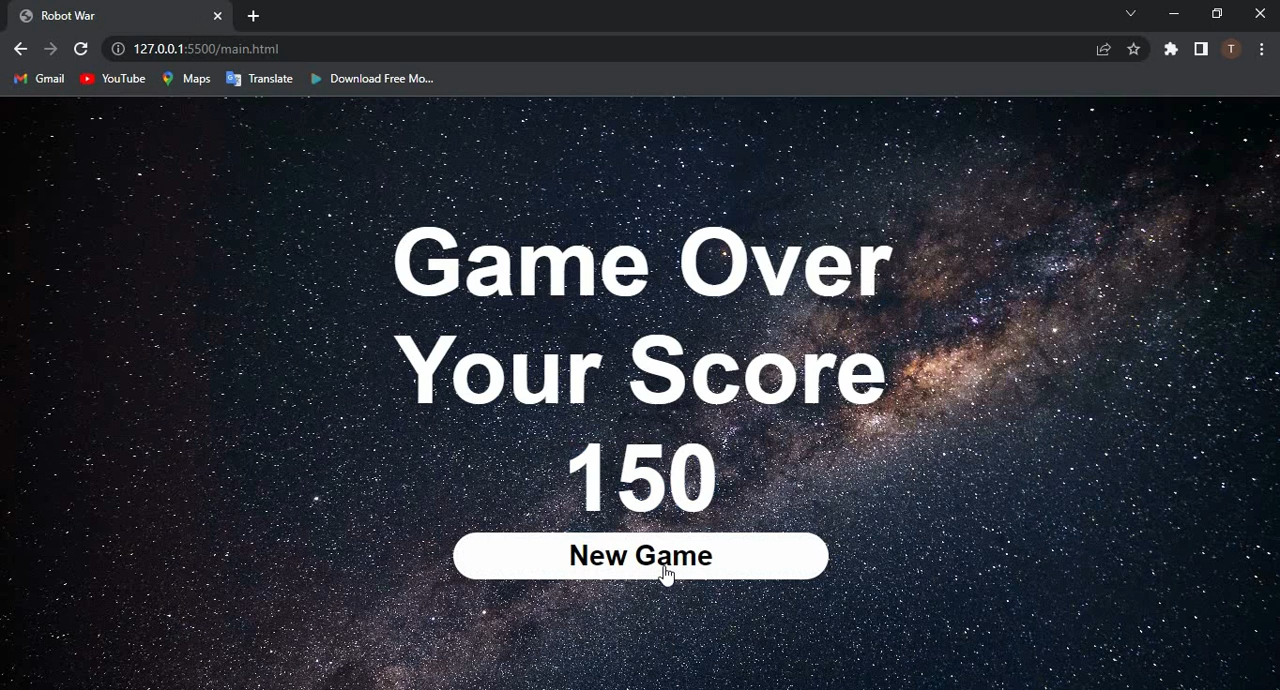 Robot War
127.0.0.1:5500/main.html
T
Gmail YouTube Maps Translate Download Free Mo...
Game Over
Your Score
150
New Game